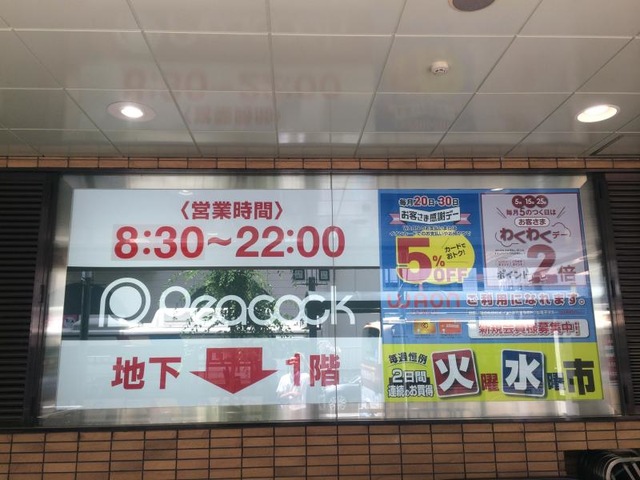 〈営業時間〉
8:30～22:00
Peacock
地下
1階
毎月20日・30日
お客さま感謝デー
5%
OFF
カードで
おトク!
5日 15日 25日
毎月5のつく日は
お客さま
わくわくデー
ポイント2倍
WAON
ご利用になれます。
新規会員様募集中!
毎週恒例
2日間
連続のお買得
火曜 水曜市